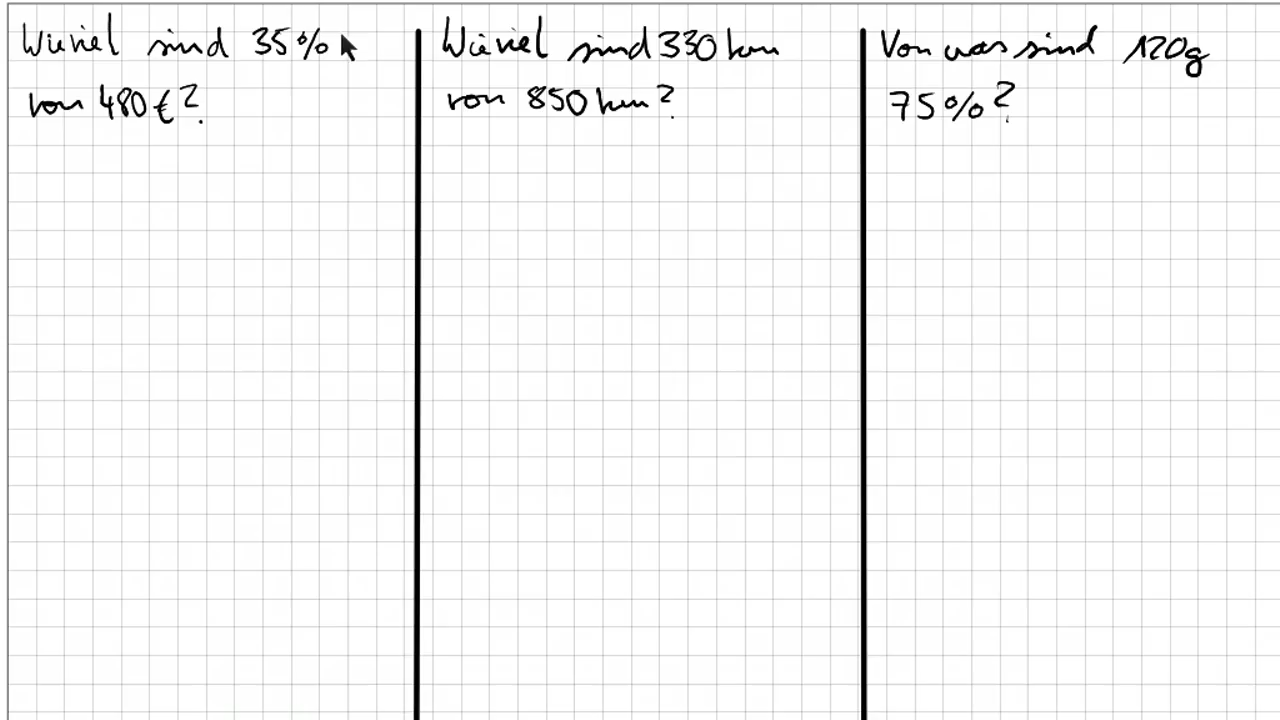 Wieviel sind 35%
von 480€?
Wieviel sind 330 km
von 850 km?
Von was sind 120g
75%?